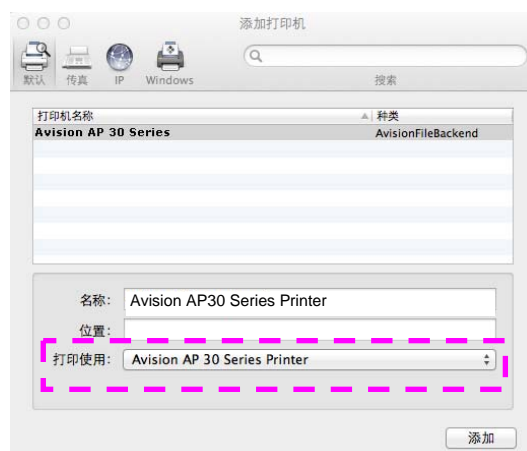 添加打印机
默认 传真 IP Windows 搜索
打印机名称 种类
Avision AP 30 Series AvisionFileBackend
名称: Avision AP30 Series Printer
位置:
打印使用: Avision AP 30 Series Printer
添加